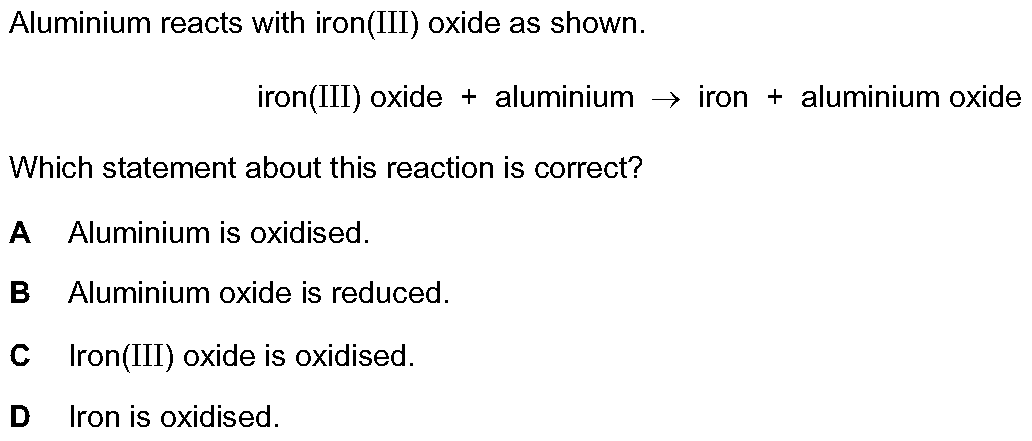 Aluminium reacts with iron(III) oxide as shown.
iron(III) oxide + aluminium → iron + aluminium oxide
Which statement about this reaction is correct?
A Aluminium is oxidised.
B Aluminium oxide is reduced.
C Iron(III) oxide is oxidised.
D Iron is oxidised.